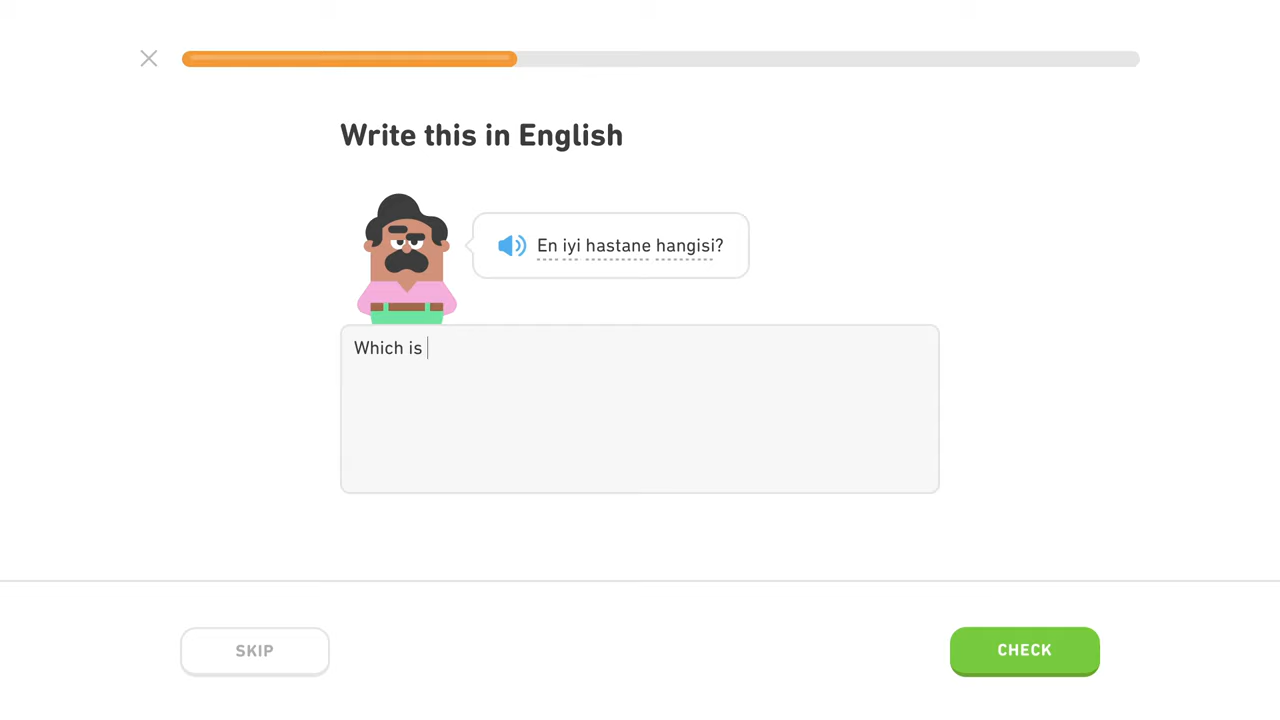 Write this in English
En iyi hastane hangisi?
Which is
SKIP
CHECK